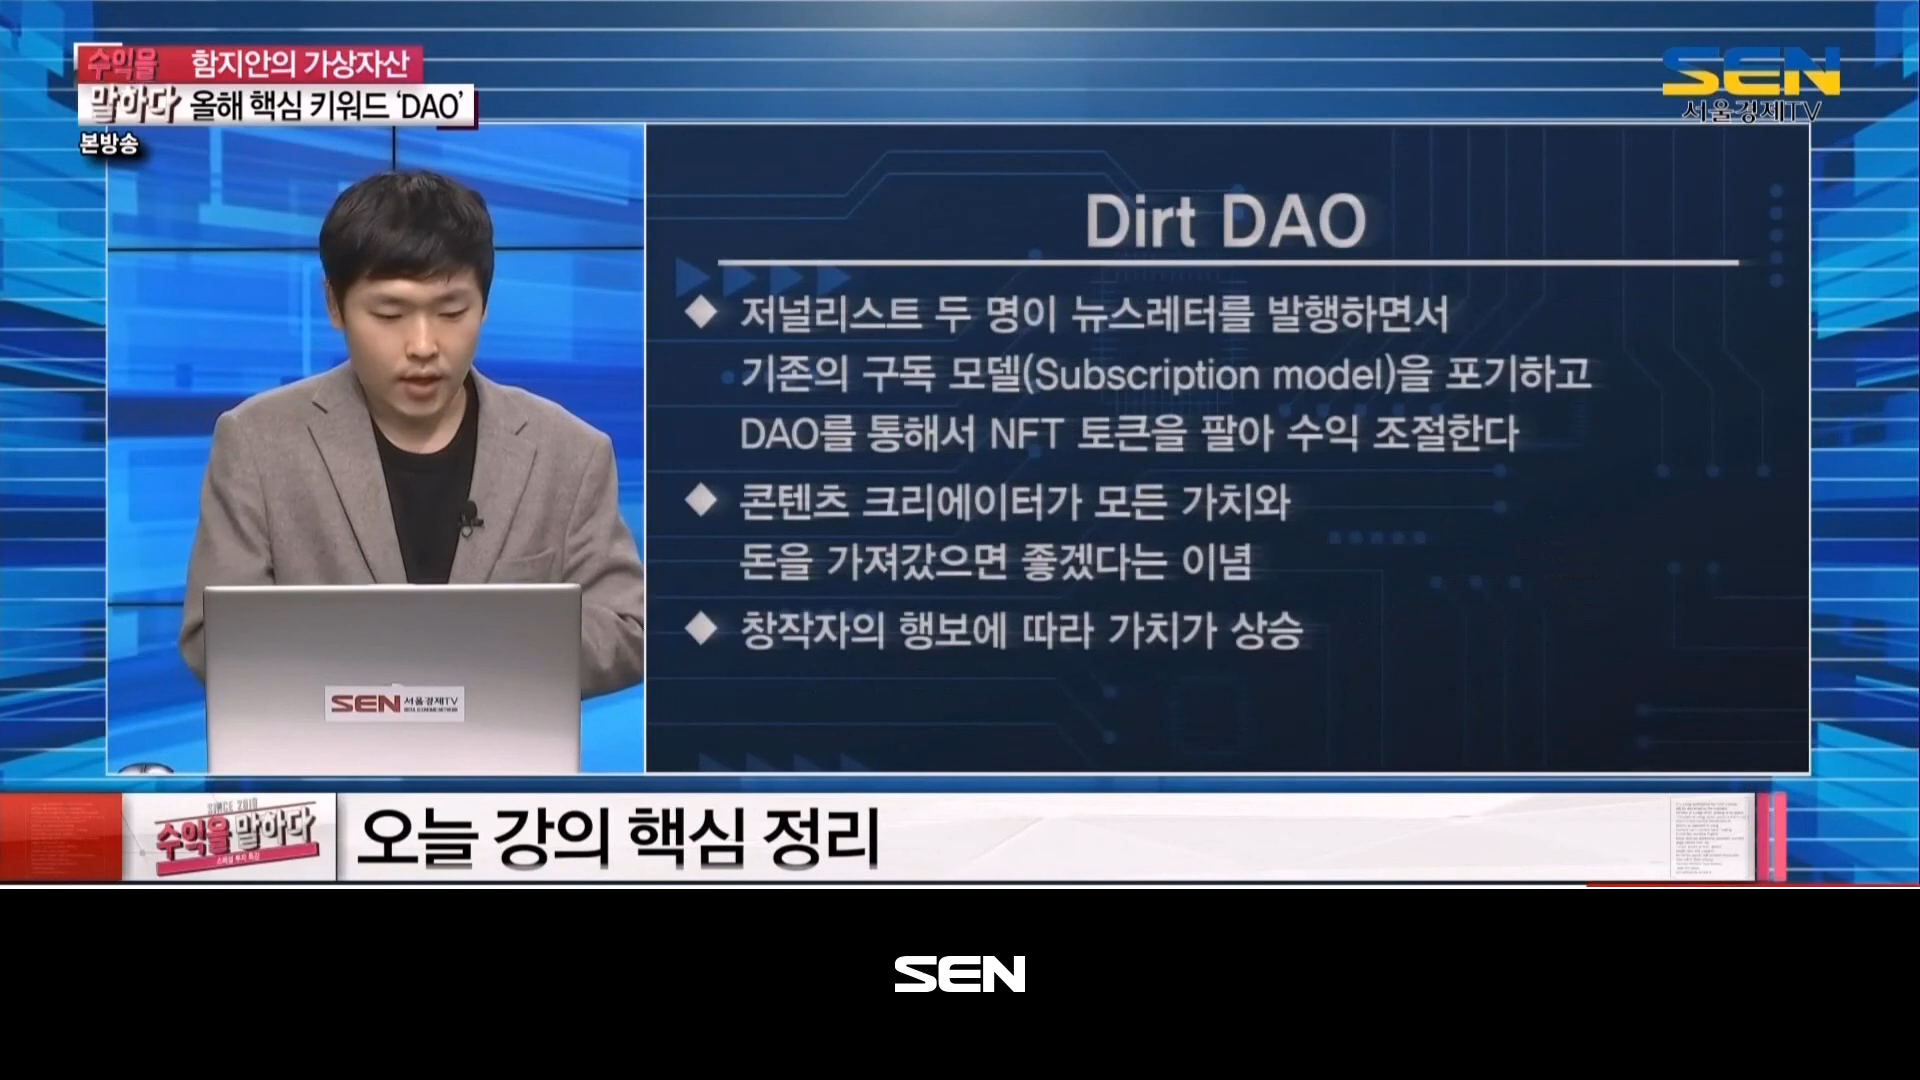 수익을 말하다
함지안의 가상자산
올해 핵심 키워드 ‘DAO’
본방송
SEN
서울경제TV
Dirt DAO
◆ 저널리스트 두 명이 뉴스레터를 발행하면서
기존의 구독 모델(Subscription model)을 포기하고
DAO를 통해서 NFT 토큰을 팔아 수익 조절한다
◆ 콘텐츠 크리에이터가 모든 가치와
돈을 가져갔으면 좋겠다는 이념
◆ 창작자의 행보에 따라 가치가 상승
SEN 서울경제TV
SINCE 2010
수익을 말하다
스페셜 투자 특강
오늘 강의 핵심 정리
SEN